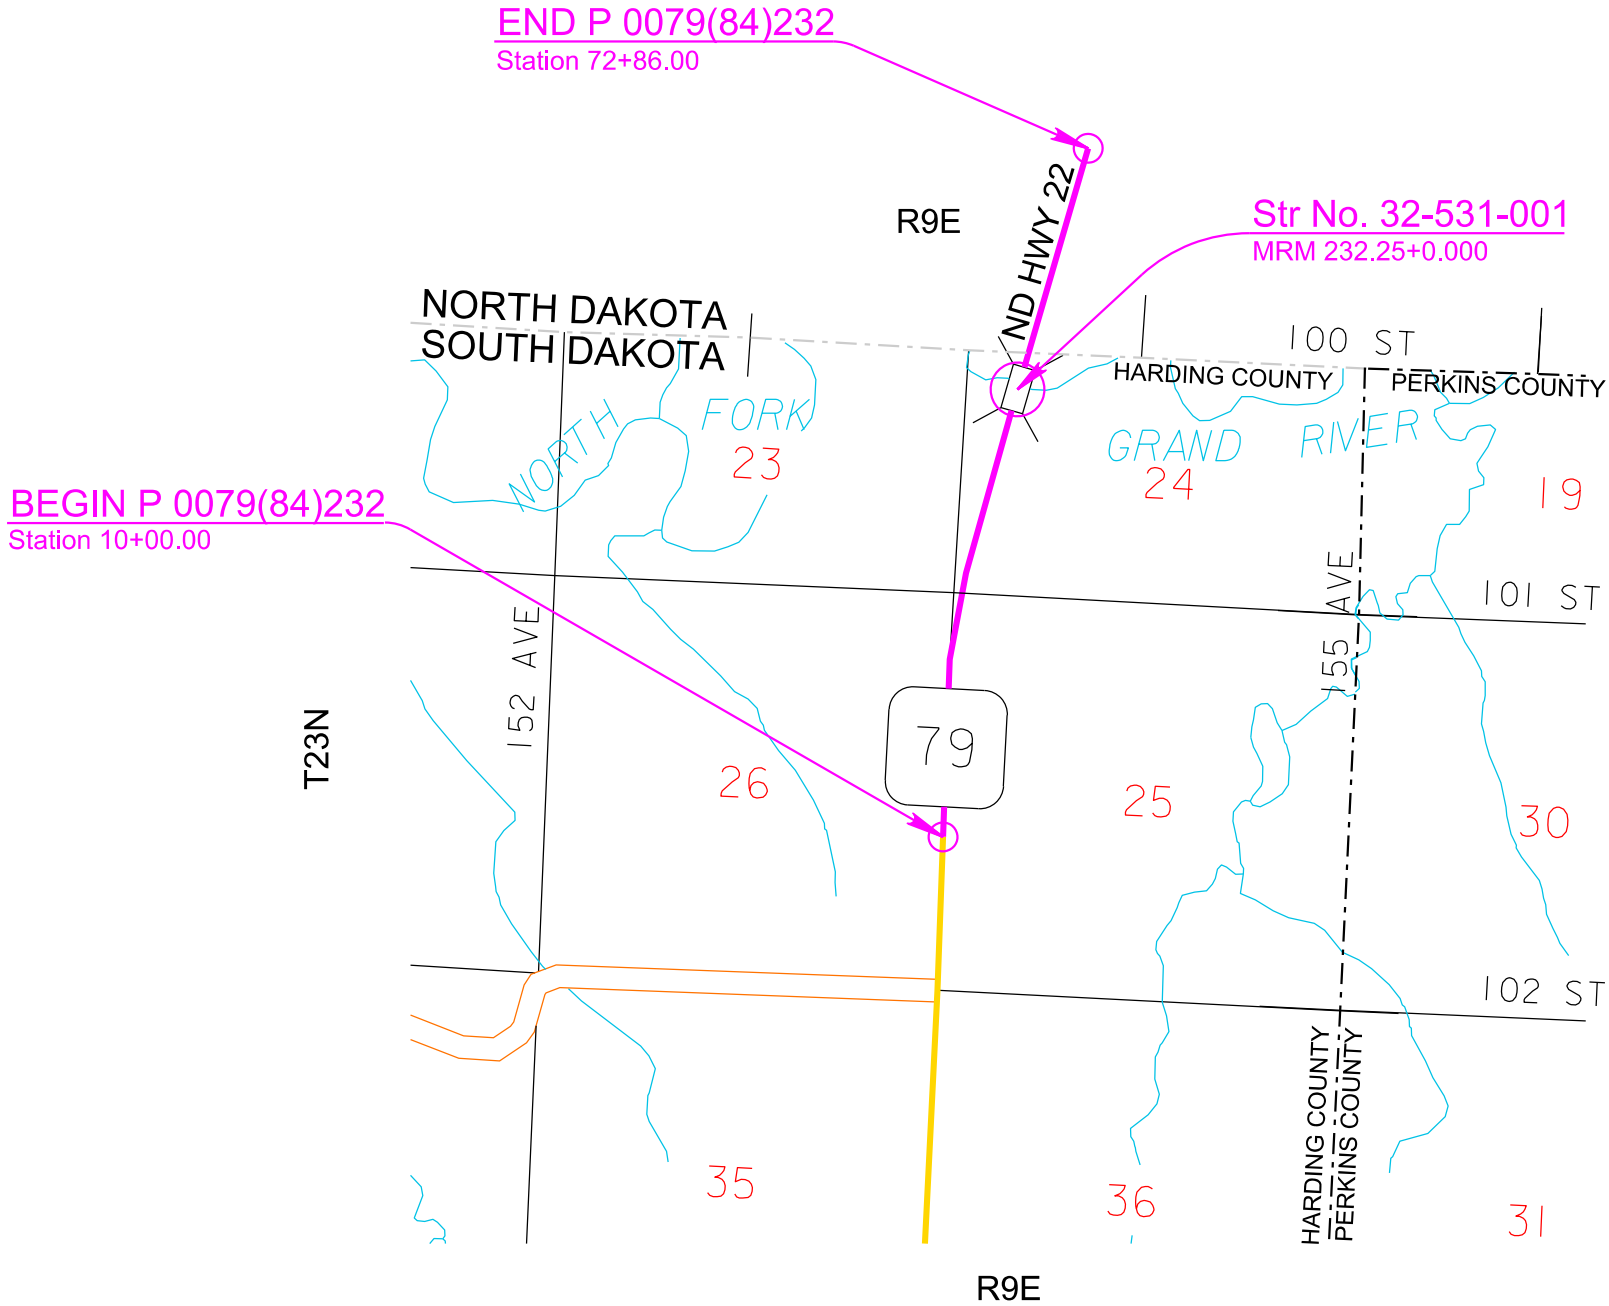 END P 0079(84)232
Station 72+86.00
ND HWY 22
R9E
Str No. 32-531-001
MRM 232.25+0.000
NORTH DAKOTA
SOUTH DAKOTA
100 ST
HARDING COUNTY
PERKINS COUNTY
NORTH FORK GRAND RIVER
23
24
19
BEGIN P 0079(84)232
Station 10+00.00
101 ST
152 AVE
155 AVE
T23N
79
26
25
30
102 ST
HARDING COUNTY
PERKINS COUNTY
35
36
31
R9E